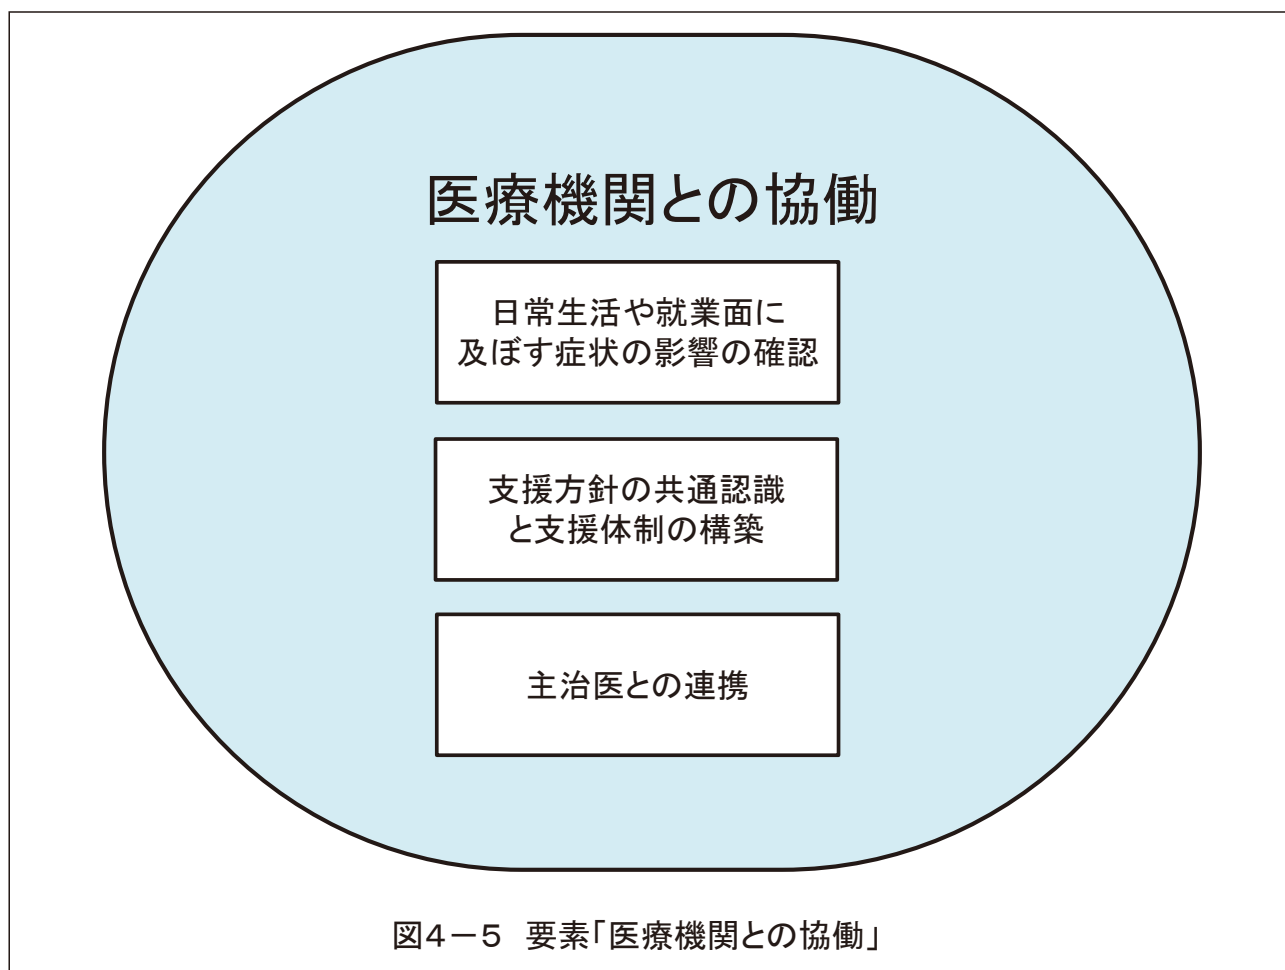 医療機関との協働
日常生活や就業面に
及ぼす症状の影響の確認
支援方針の共通認識
と支援体制の構築
主治医との連携
図4－5 要素「医療機関との協働」